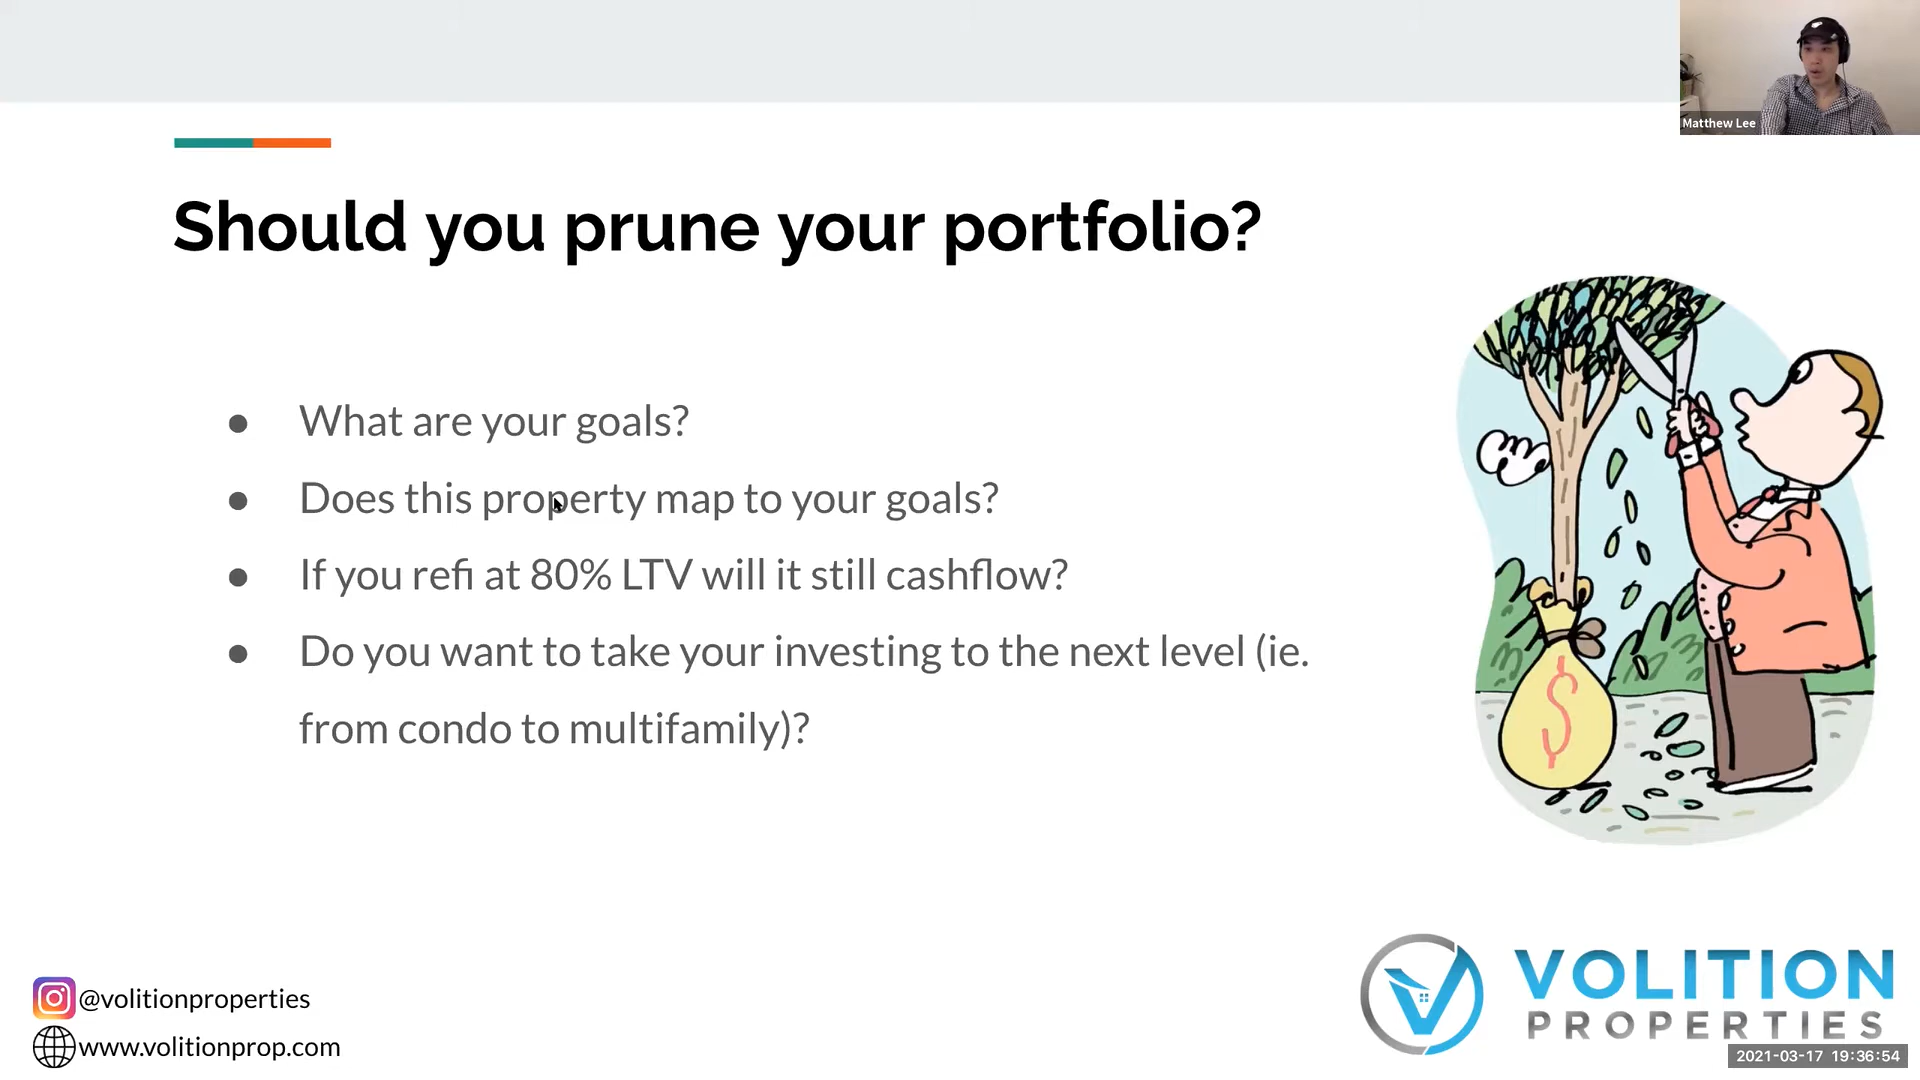 Matthew Lee
Should you prune your portfolio?
● What are your goals?
● Does this property map to your goals?
● If you refi at 80% LTV will it still cashflow?
● Do you want to take your investing to the next level (ie.
from condo to multifamily)?
$
@volitionproperties
www.volitionprop.com
VOLITION
PROPERTIES
2021-03-17 19:36:54